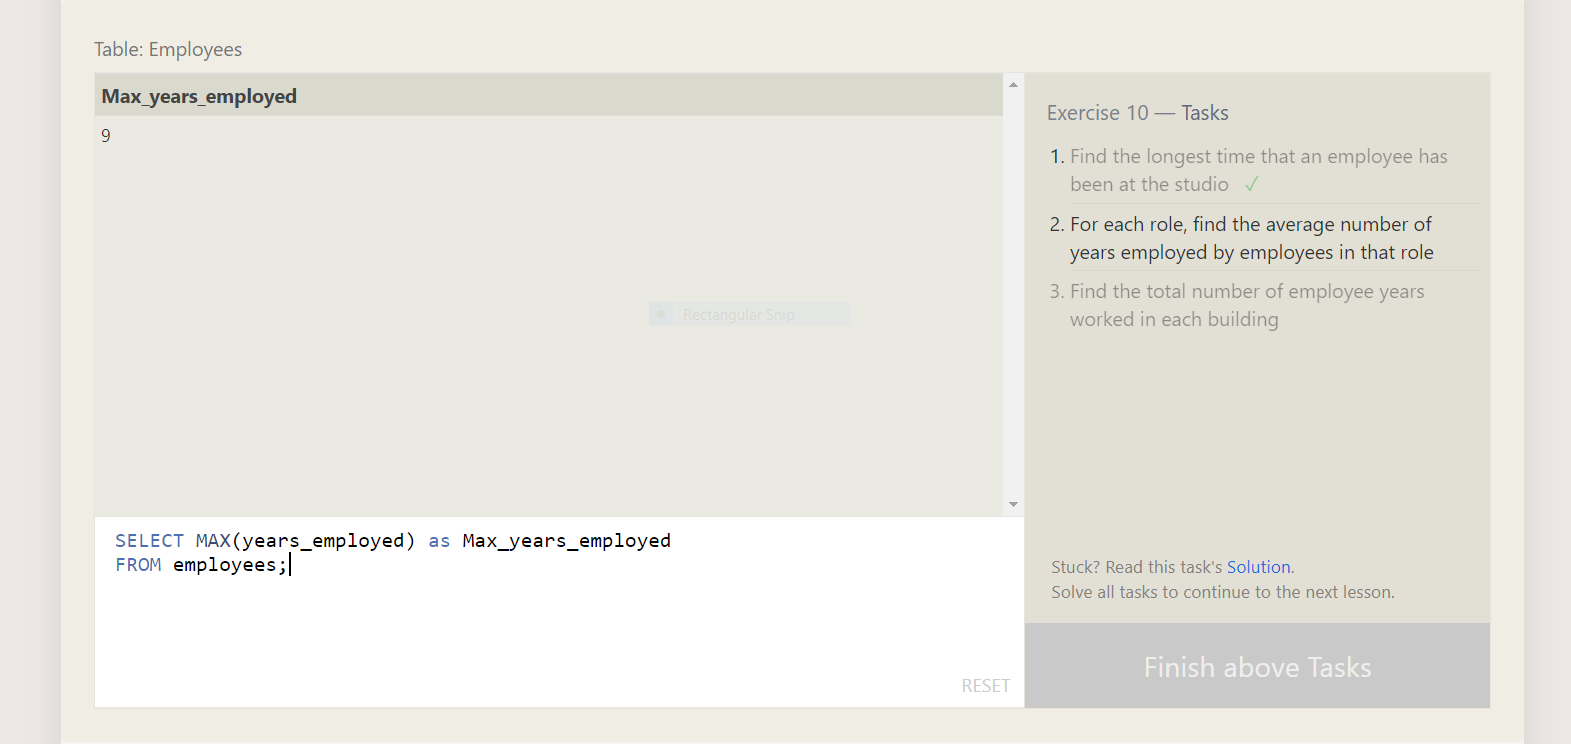 Table: Employees
Max_years_employed
9
Rectangular Snip
SELECT MAX(years_employed) as Max_years_employed
FROM employees;
RESET
Exercise 10 — Tasks
1. Find the longest time that an employee has
been at the studio ✓
2. For each role, find the average number of
years employed by employees in that role
3. Find the total number of employee years
worked in each building
Stuck? Read this task's Solution.
Solve all tasks to continue to the next lesson.
Finish above Tasks